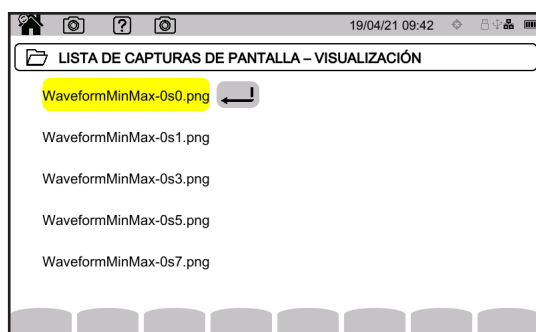 19/04/21 09:42
LISTA DE CAPTURAS DE PANTALLA – VISUALIZACIÓN
WaveformMinMax-0s0.png
WaveformMinMax-0s1.png
WaveformMinMax-0s3.png
WaveformMinMax-0s5.png
WaveformMinMax-0s7.png